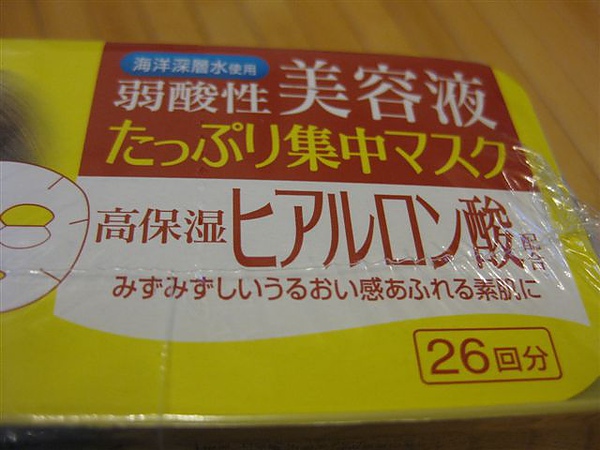 海洋深層水使用
弱酸性 美容液
たっぷり集中マスク
高保湿 ヒアルロン酸 配合
みずみずしいうるおい感あふれる素肌に
26回分